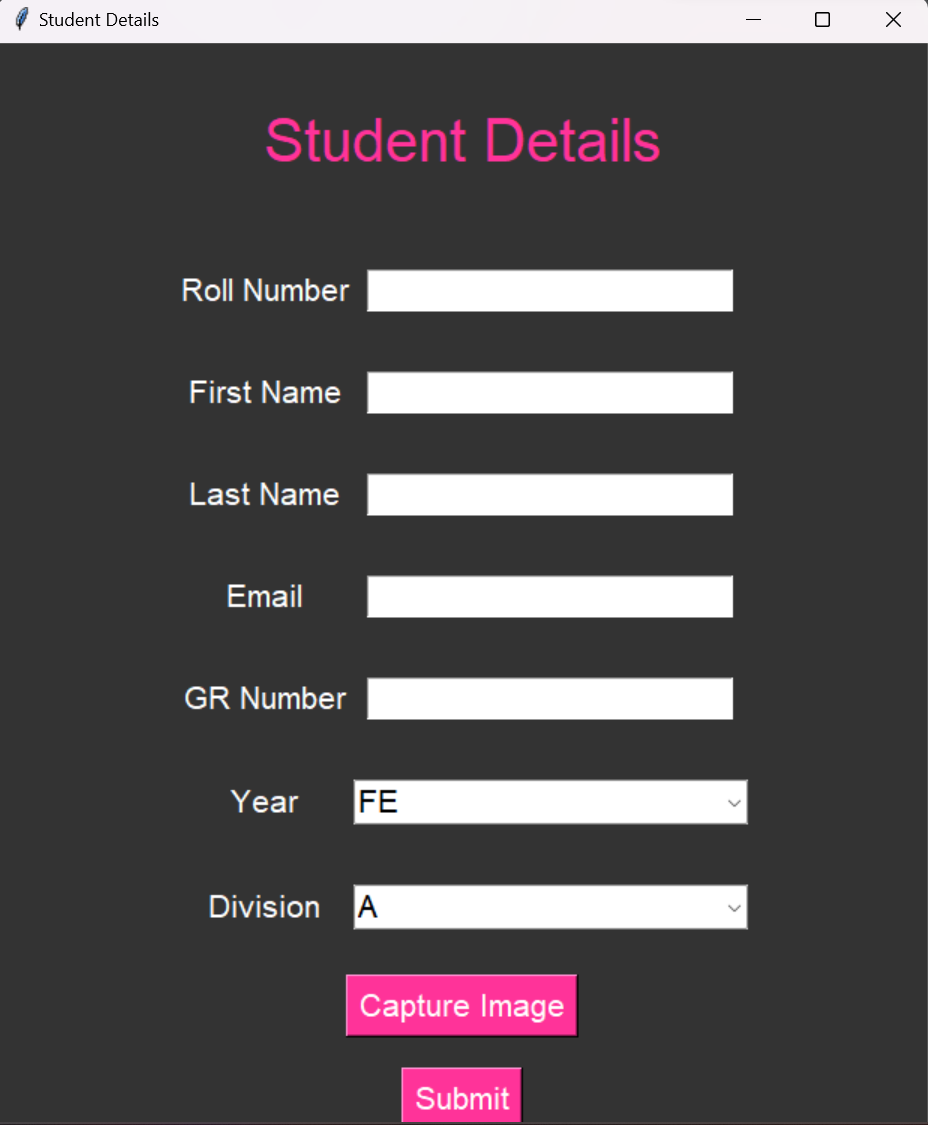 Student Details
Student Details
Roll Number
First Name
Last Name
Email
GR Number
Year FE
Division A
Capture Image
Submit